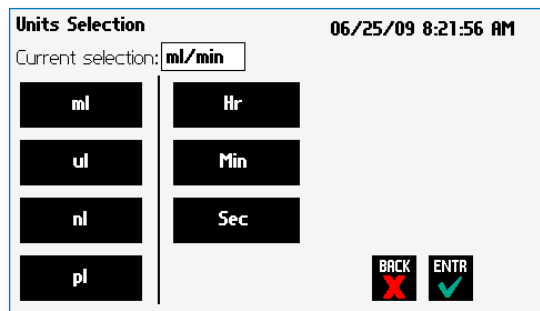 Units Selection 06/25/09 8:21:56 AM
Current selection: ml/min
ml Hr
ul Min
nl Sec
pl
BACK ENTR